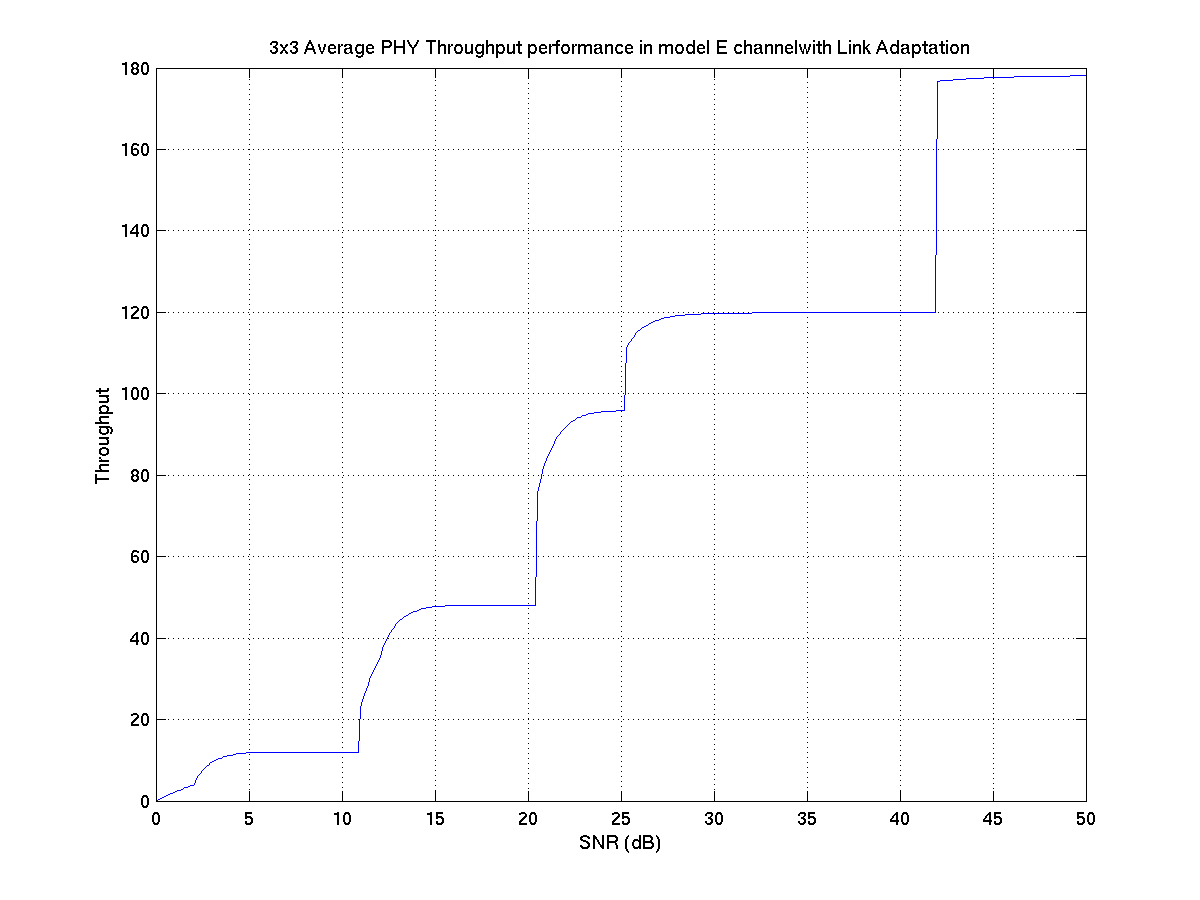 3x3 Average PHY Throughput performance in model E channelwith Link Adaptation
180
160
140
120
100
80
60
40
20
0
Throughput
0 5 10 15 20 25 30 35 40 45 50
SNR (dB)